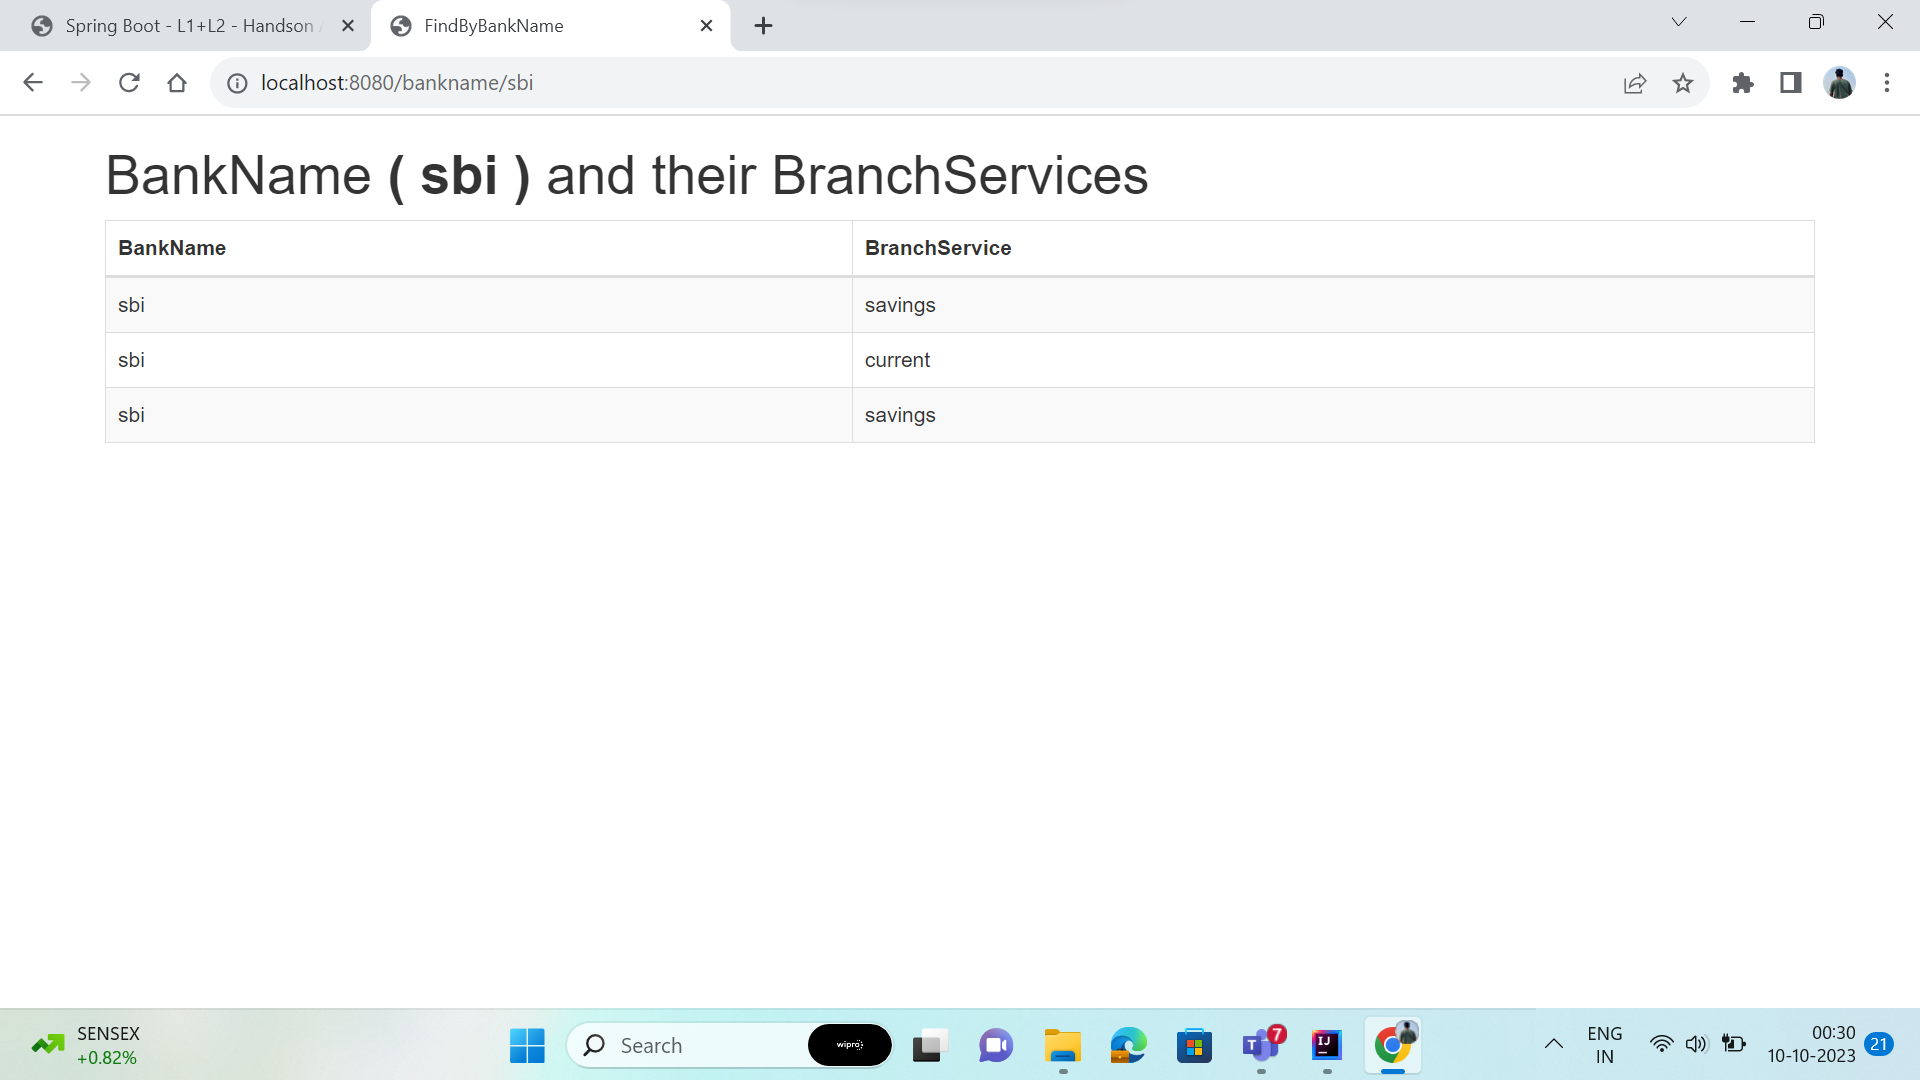 Spring Boot - L1+L2 - Handson
FindByBankName
localhost:8080/bankname/sbi
BankName ( sbi ) and their BranchServices
BankName BranchService
sbi savings
sbi current
sbi savings
SENSEX
+0.82%
Search
wipro
T
7
IJ
ENG
IN
00:30
10-10-2023
21